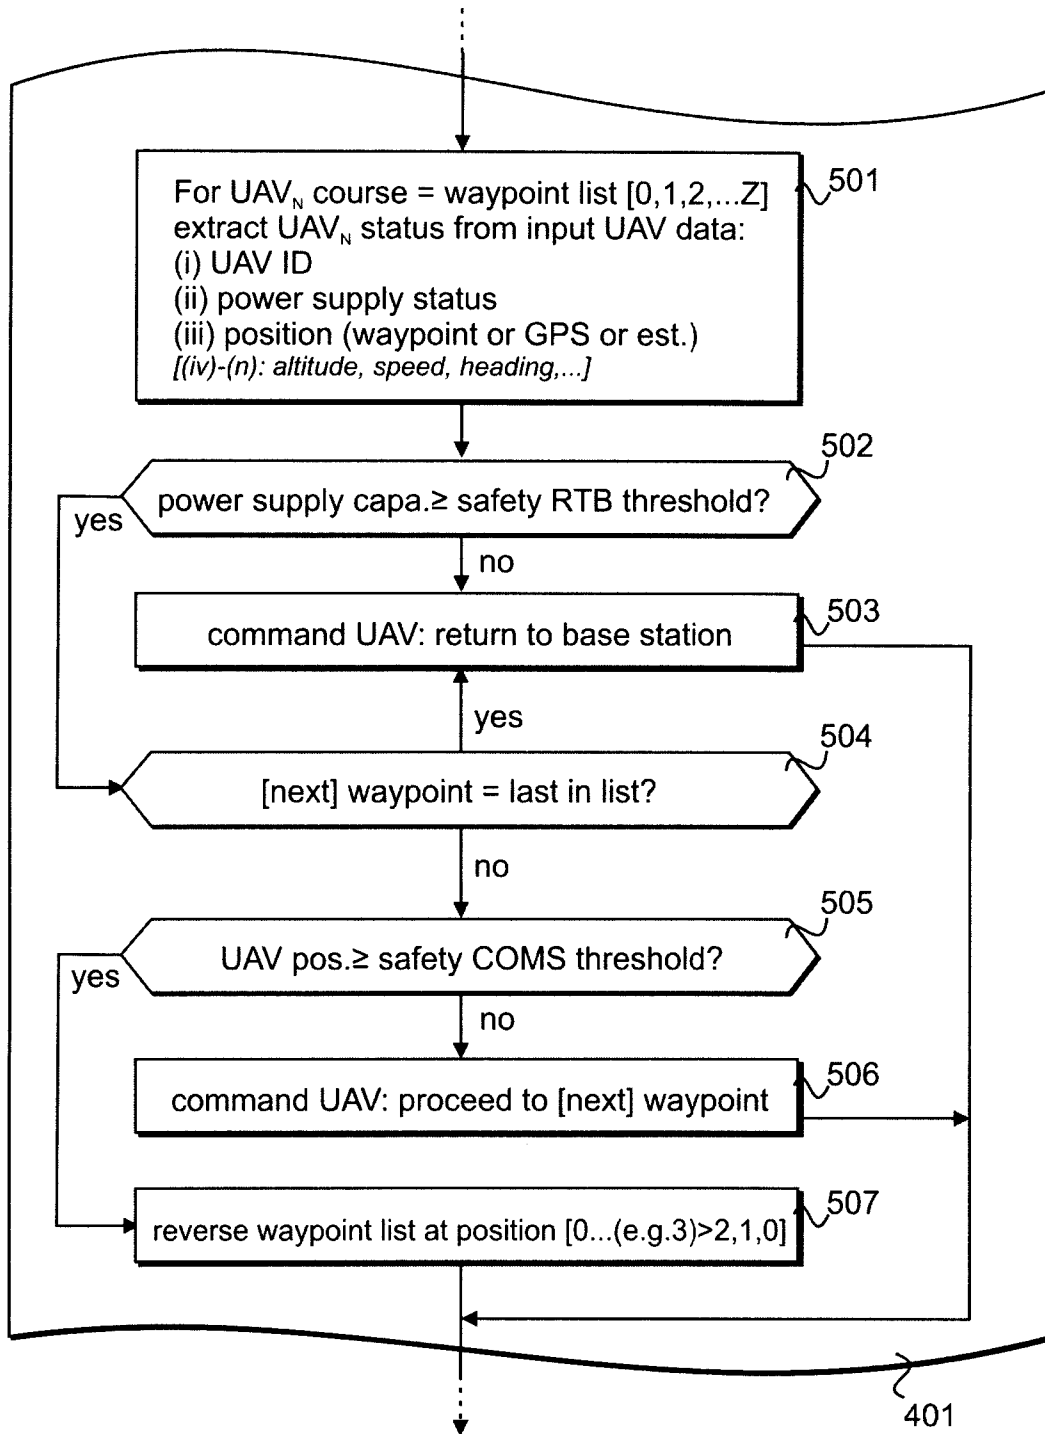 For UAVN course = waypoint list [0,1,2,...Z]
extract UAVN status from input UAV data:
(i) UAV ID
(ii) power supply status
(iii) position (waypoint or GPS or est.)
[(iv)-(n): altitude, speed, heading,...]
501
502
power supply capa.≥ safety RTB threshold?
yes
no
503
command UAV: return to base station
yes
504
[next] waypoint = last in list?
no
505
UAV pos.≥ safety COMS threshold?
yes
no
506
command UAV: proceed to [next] waypoint
507
reverse waypoint list at position [0...(e.g.3)>2,1,0]
401